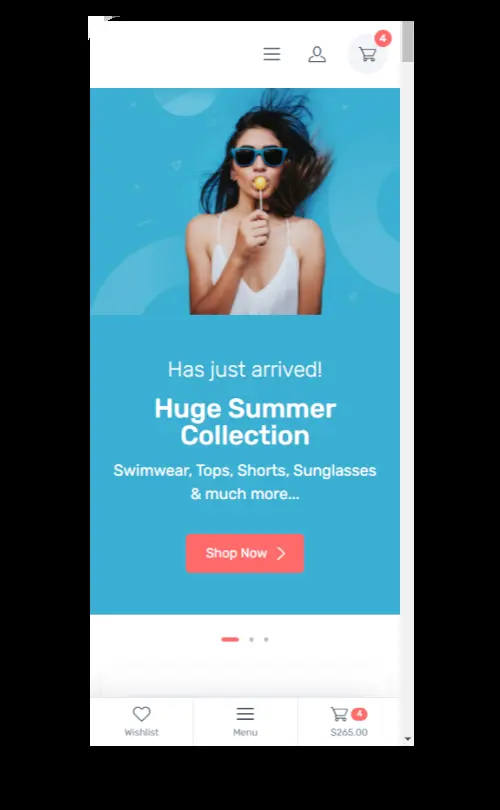 4
Has just arrived!
Huge Summer
Collection
Swimwear, Tops, Shorts, Sunglasses
& much more...
Shop Now
4
Wishlist
Menu
$265.00